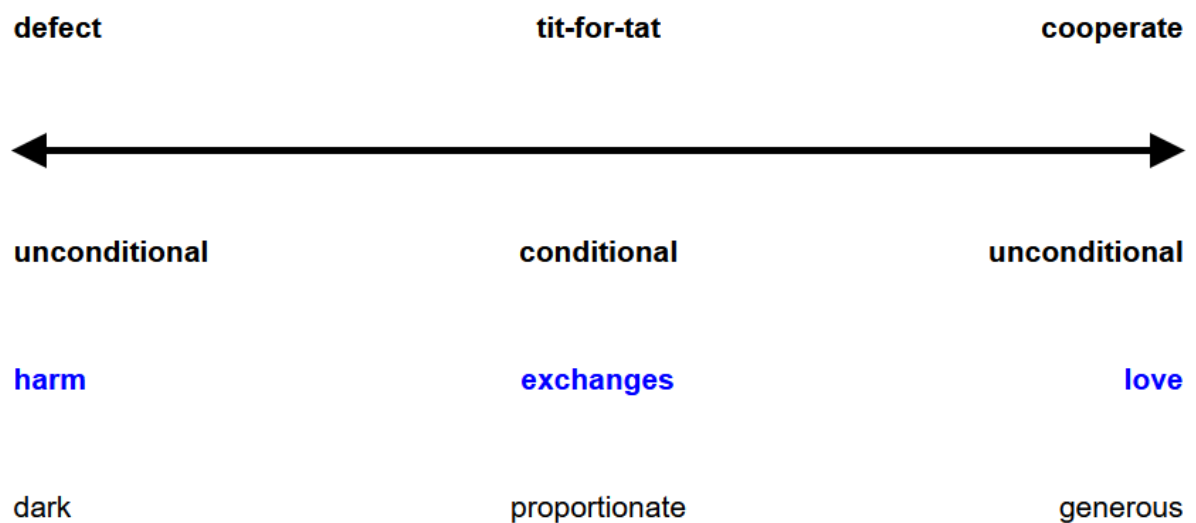 defect tit-for-tat cooperate
unconditional conditional unconditional
harm exchanges love
dark proportionate generous